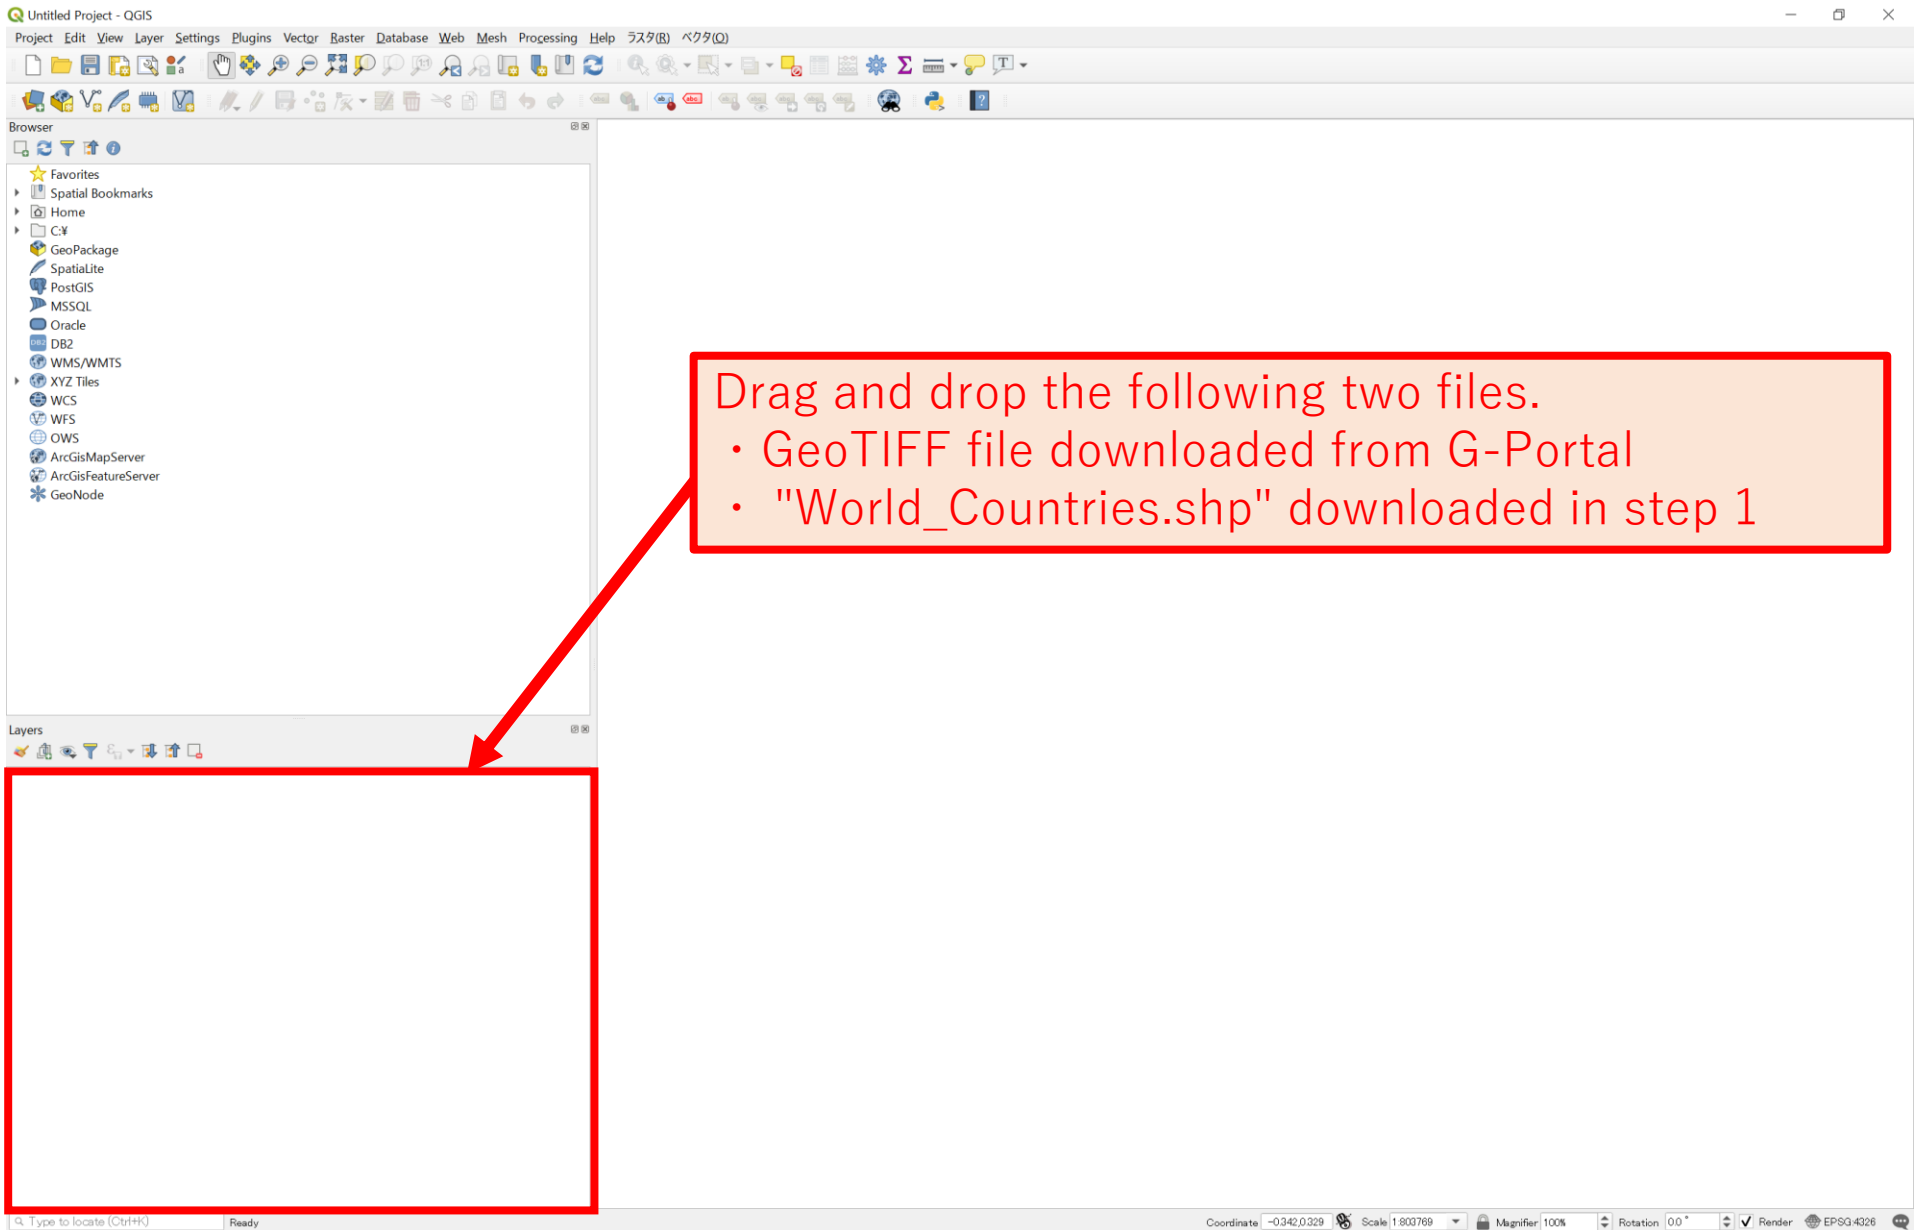 Untitled Project - QGIS
Project Edit View Layer Settings Plugins Vector Raster Database Web Mesh Processing Help ラスタ(R) ベクタ(O)
Browser
Favorites
Spatial Bookmarks
Home
C:¥
GeoPackage
SpatiaLite
PostGIS
MSSQL
Oracle
DB2
WMS/WMTS
XYZ Tiles
WCS
WFS
OWS
ArcGisMapServer
ArcGisFeatureServer
GeoNode
Drag and drop the following two files.
・GeoTIFF file downloaded from G-Portal
・ "World_Countries.shp" downloaded in step 1
Layers
Type to locate (Ctrl+K) Ready Coordinate -0.342,0.329 Scale 1:803769 Magnifier 100% Rotation 0.0 ° Render EPSG:4326